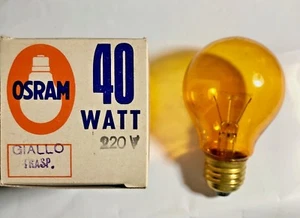 OSRAM
40
WATT
220 V
GIALLO
TRASP.